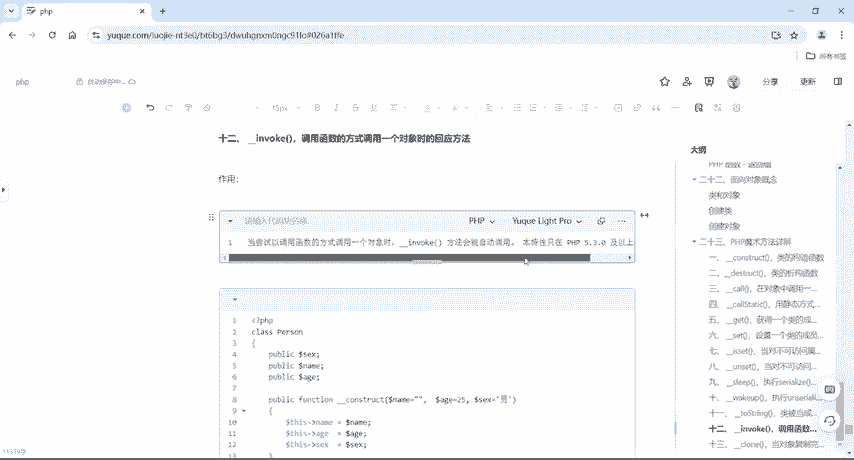 php
yuque.com/luojie-nt3e0/bt6bg3/dwuhgnxm0ngc91lo#026a1ffe
所有书签
php
自动保存中...
分享
更新
15px
十二、 __invoke()，调用函数的方式调用一个对象时的回应方法
作用：
请输入代码块名称
PHP
Yuque Light Pro
1 当尝试以调用函数的方式调用一个对象时，__invoke() 方法会被自动调用。 本特性只在 PHP 5.3.0 及以上
1 <?php
2 class Person
3 {
4 public $sex;
5 public $name;
6 public $age;
7
8 public function __construct($name="", $age=25, $sex='男')
9 {
10 $this->name = $name;
11 $this->age = $age;
12 $this->sex = $sex;
13 }
大纲
PHP 函数 - 返回值
二十二、面向对象概念
类和对象
创建类
创建对象
二十三、PHP魔术方法详解
一、 __construct()，类的构造函数
二、__destruct()，类的析构函数
三、 __call()，在对象中调用一...
四、 __callStatic()，用静态方式...
五、 __get()，获得一个类的成...
六、 __set()，设置一个类的成员...
七、 __isset()，当对不可访问属...
八、 __unset()，当对不可访问...
九、 __sleep()，执行serialize()...
十、 __wakeup()，执行unseriali...
十一、 __toString()，类被当成...
十二、 __invoke()，调用函数...
十三、 __clone()，当对象复制完...